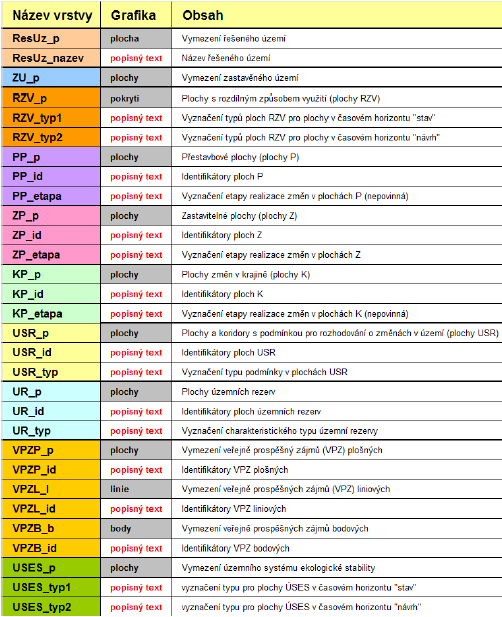 Název vrstvy Grafika Obsah
ResUz_p plocha Vymezení řešeného území
ResUz_nazev popisný text Název řešeného území
ZU_p plochy Vymezení zastavěného území
RZV_p pokrytí Plochy s rozdílným způsobem využití (plochy RZV)
RZV_typ1 popisný text Vyznačení typů ploch RZV pro plochy v časovém horizontu "stav"
RZV_typ2 popisný text Vyznačení typů ploch RZV pro plochy v časovém horizontu "návrh"
PP_p plochy Přestavbové plochy (plochy P)
PP_id popisný text Identifikátory ploch P
PP_etapa popisný text Vyznačení etapy realizace změn v plochách P (nepovinná)
ZP_p plochy Zastavitelné plochy (plochy Z)
ZP_id popisný text Identifikátory ploch Z
ZP_etapa popisný text Vyznačení etapy realizace změn v plochách Z
KP_p plochy Plochy změn v krajině (plochy K)
KP_id popisný text Identifikátory ploch K
KP_etapa popisný text Vyznačení etapy realizace změn v plochách K (nepovinná)
USR_p plochy Plochy a koridory s podmínkou pro rozhodování o změnách v území (plochy USR)
USR_id popisný text Identifikátory ploch USR
USR_typ popisný text Vyznačení typu podmínky v plochách USR
UR_p plochy Plochy územních rezerv
UR_id popisný text Identifikátory ploch územních rezerv
UR_typ popisný text Vyznačení charakteristického typu územní rezervy
VPZP_p plochy Vymezení veřejně prospěšný zájmů (VPZ) plošných
VPZP_id popisný text Identifikátory VPZ plošných
VPZL_l linie Vymezení veřejně prospěšných zájmů (VPZ) liniových
VPZL_id popisný text Identifikátory VPZ liniových
VPZB_b body Vymezení veřejně prospěšných zájmů bodových
VPZB_id popisný text Identifikátory VPZ bodových
USES_p plochy Vymezení územního systému ekologické stability
USES_typ1 popisný text vyznačení typu pro plochy ÚSES v časovém horizontu "stav"
USES_typ2 popisný text vyznačení typu pro plochy ÚSES v časovém horizontu "návrh"